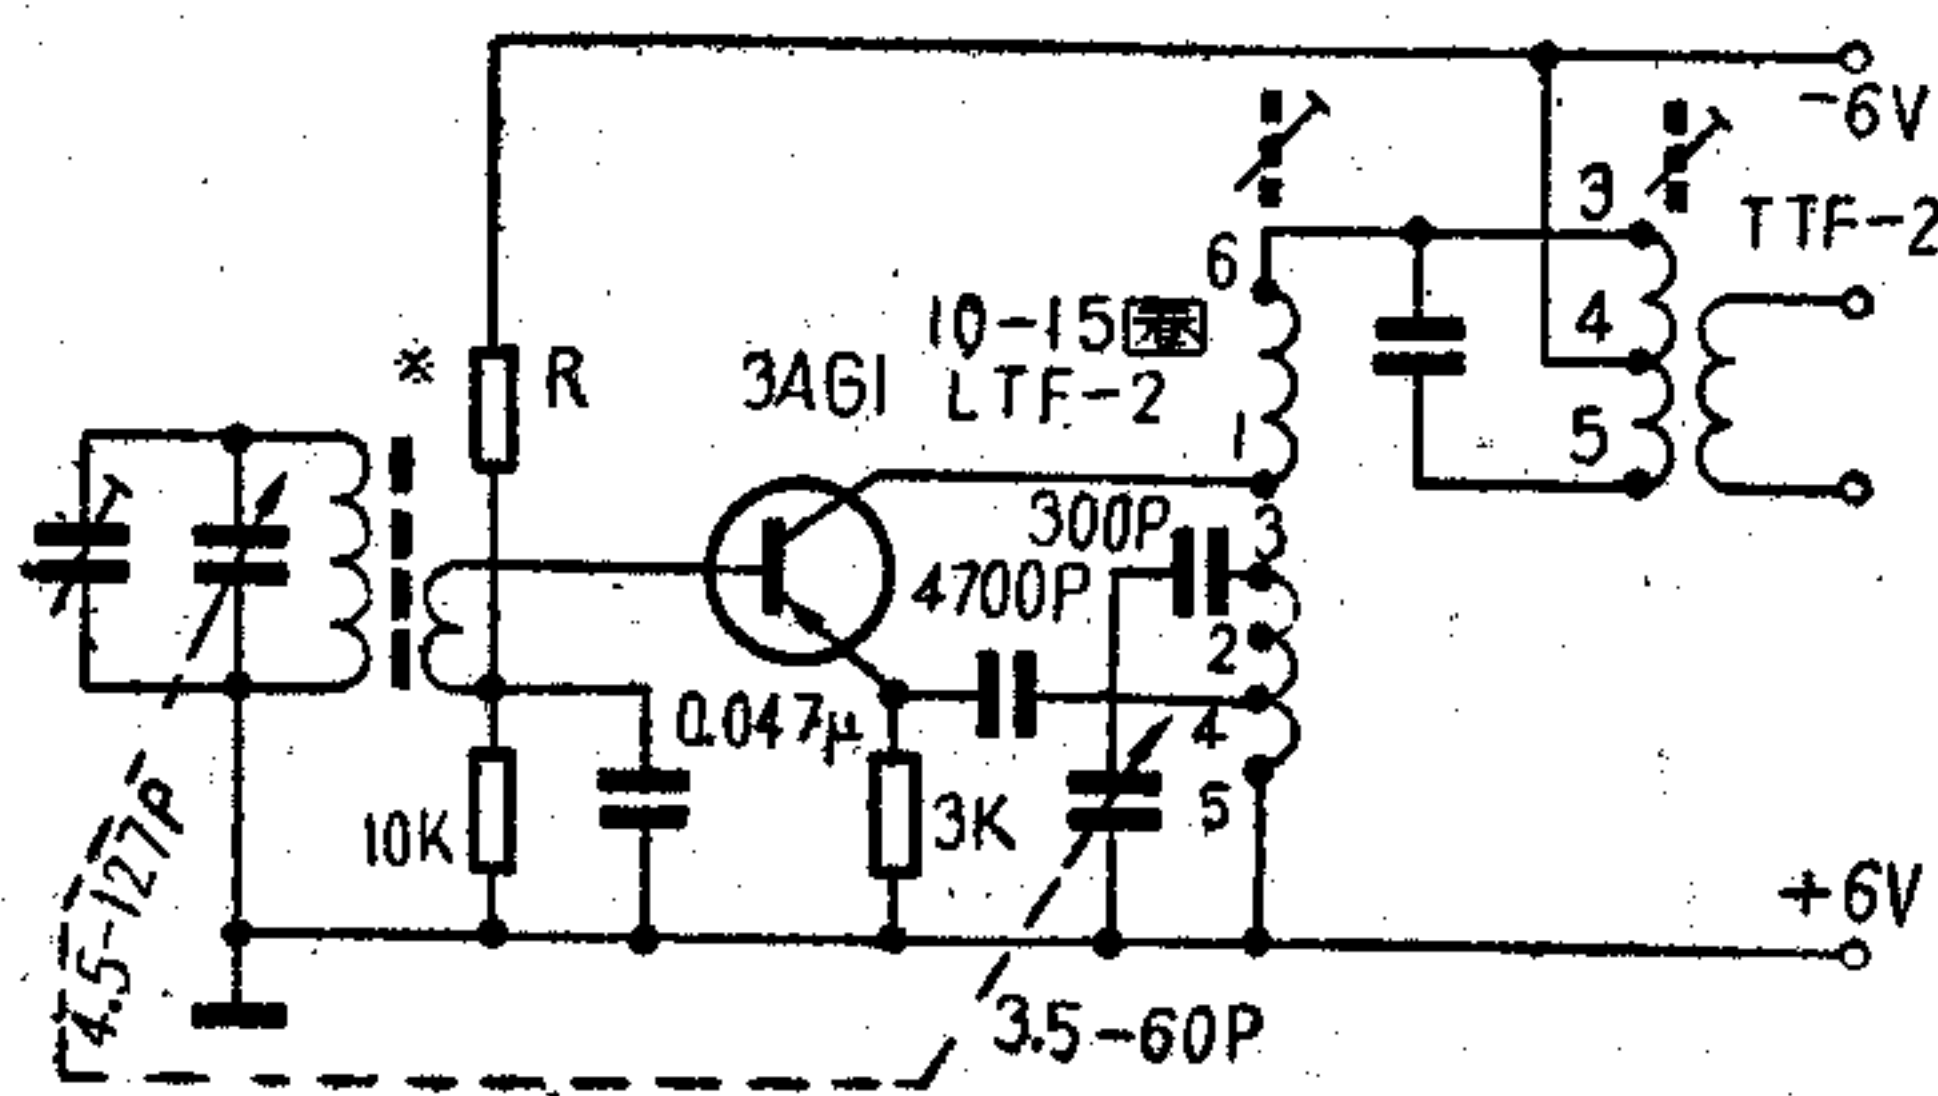 -6V
3
TTF-2
6
10-15圈
4
※
R
3AG1
LTF-2
1
5
300P
3
4700P
2
0.047μ
4
4.5-127P
10K
3K
5
+6V
3.5-60P